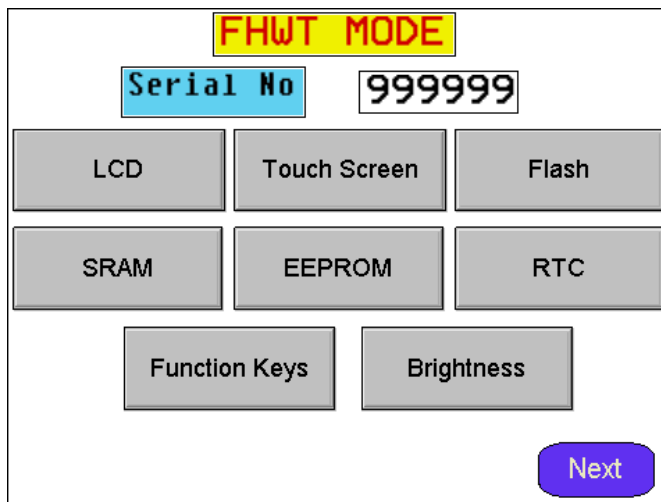 FHWT MODE
Serial No 999999
LCD Touch Screen Flash
SRAM EEPROM RTC
Function Keys Brightness
Next